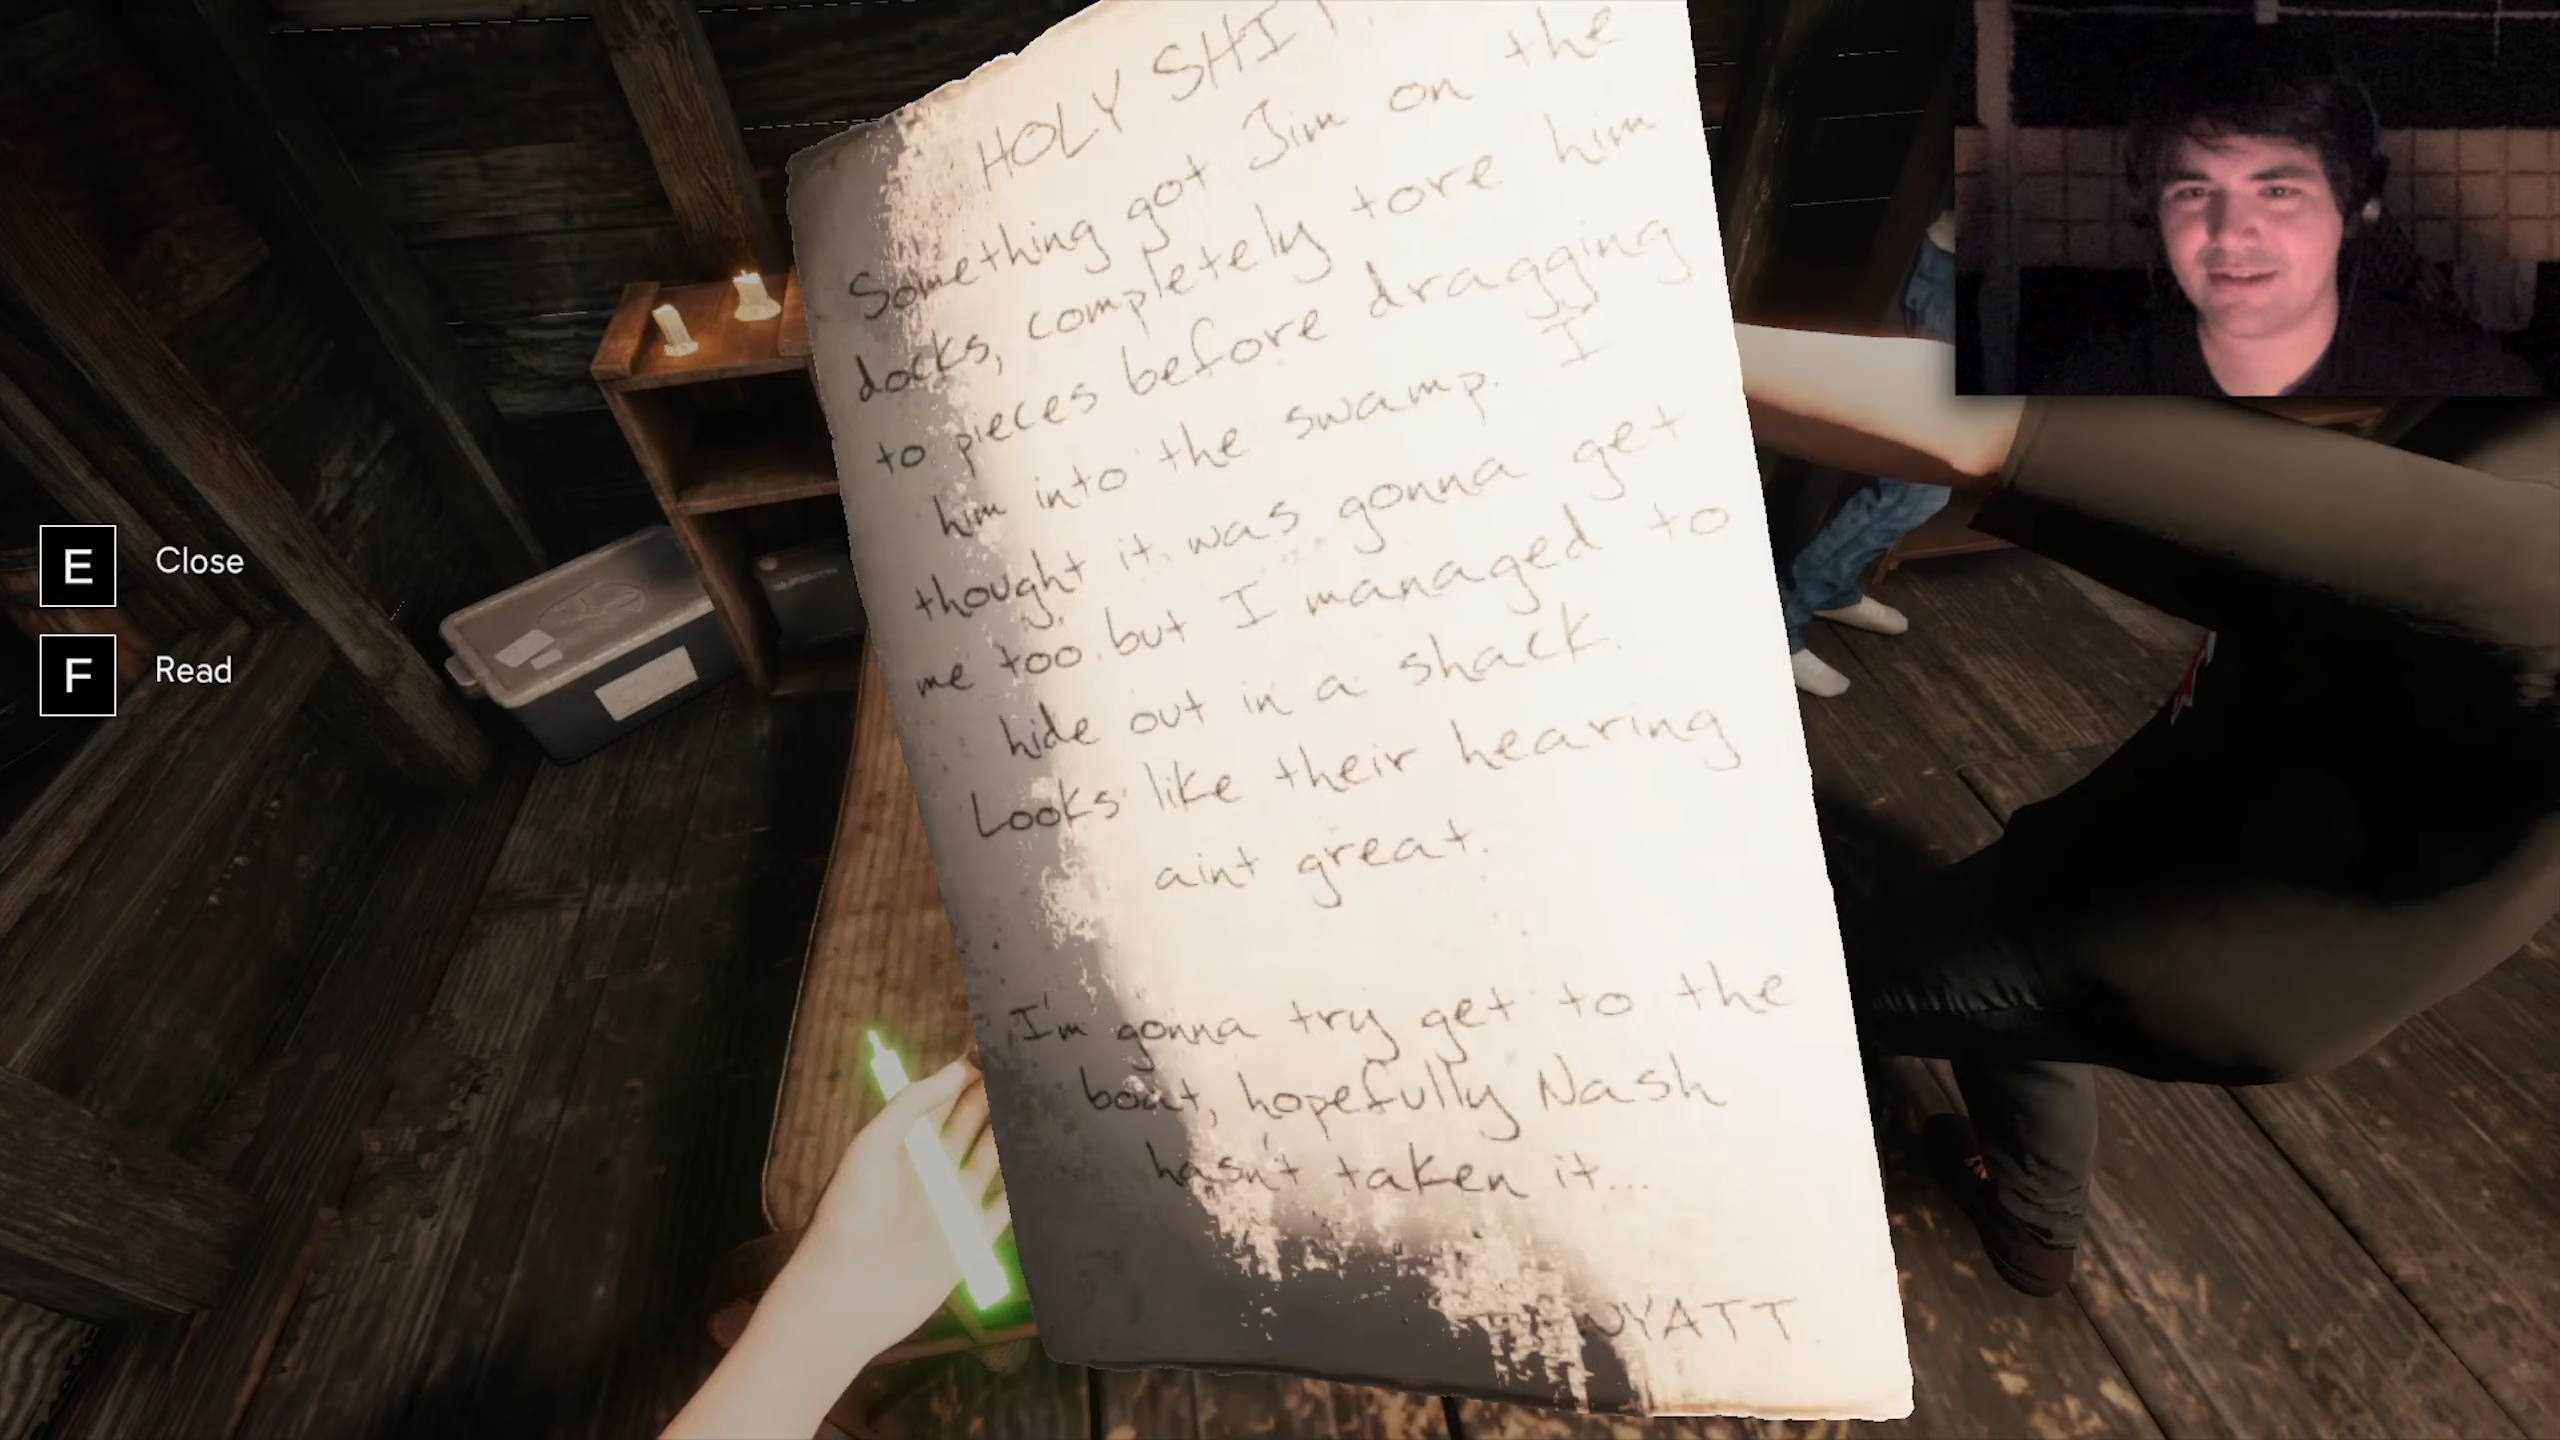 HOLY SHIT.
Something got Jim on the
docks, completely tore him
to pieces before dragging
him into the swamp. I
thought it was gonna get
me too but I managed to
hide out in a shack.
Looks like their hearing
aint great.
I'm gonna try get to the
boat, hopefully Nash
hasn't taken it...
WYATT
E Close
F Read